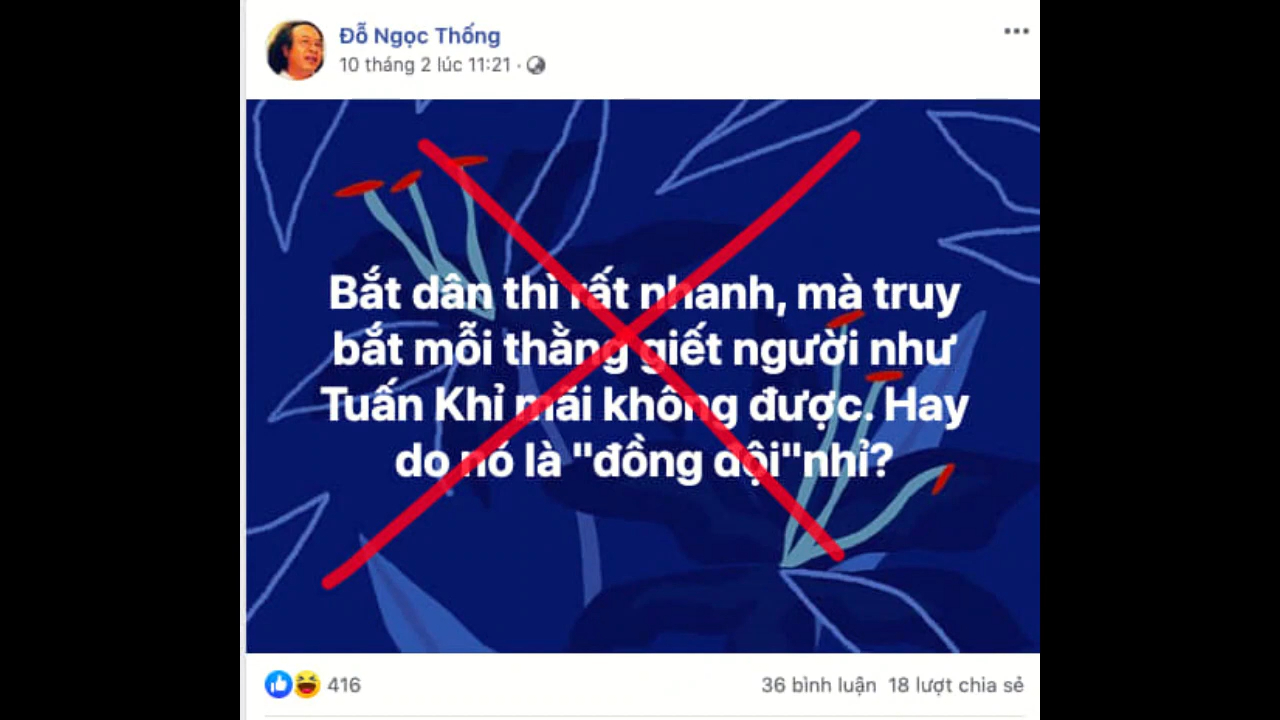 Đỗ Ngọc Thống
10 tháng 2 lúc 11:21 ·
Bắt dân thì rất nhanh, mà truy
bắt mỗi thằng giết người như
Tuấn Khỉ mãi không được. Hay
do nó là "đồng đội"nhỉ?
416
36 bình luận 18 lượt chia sẻ